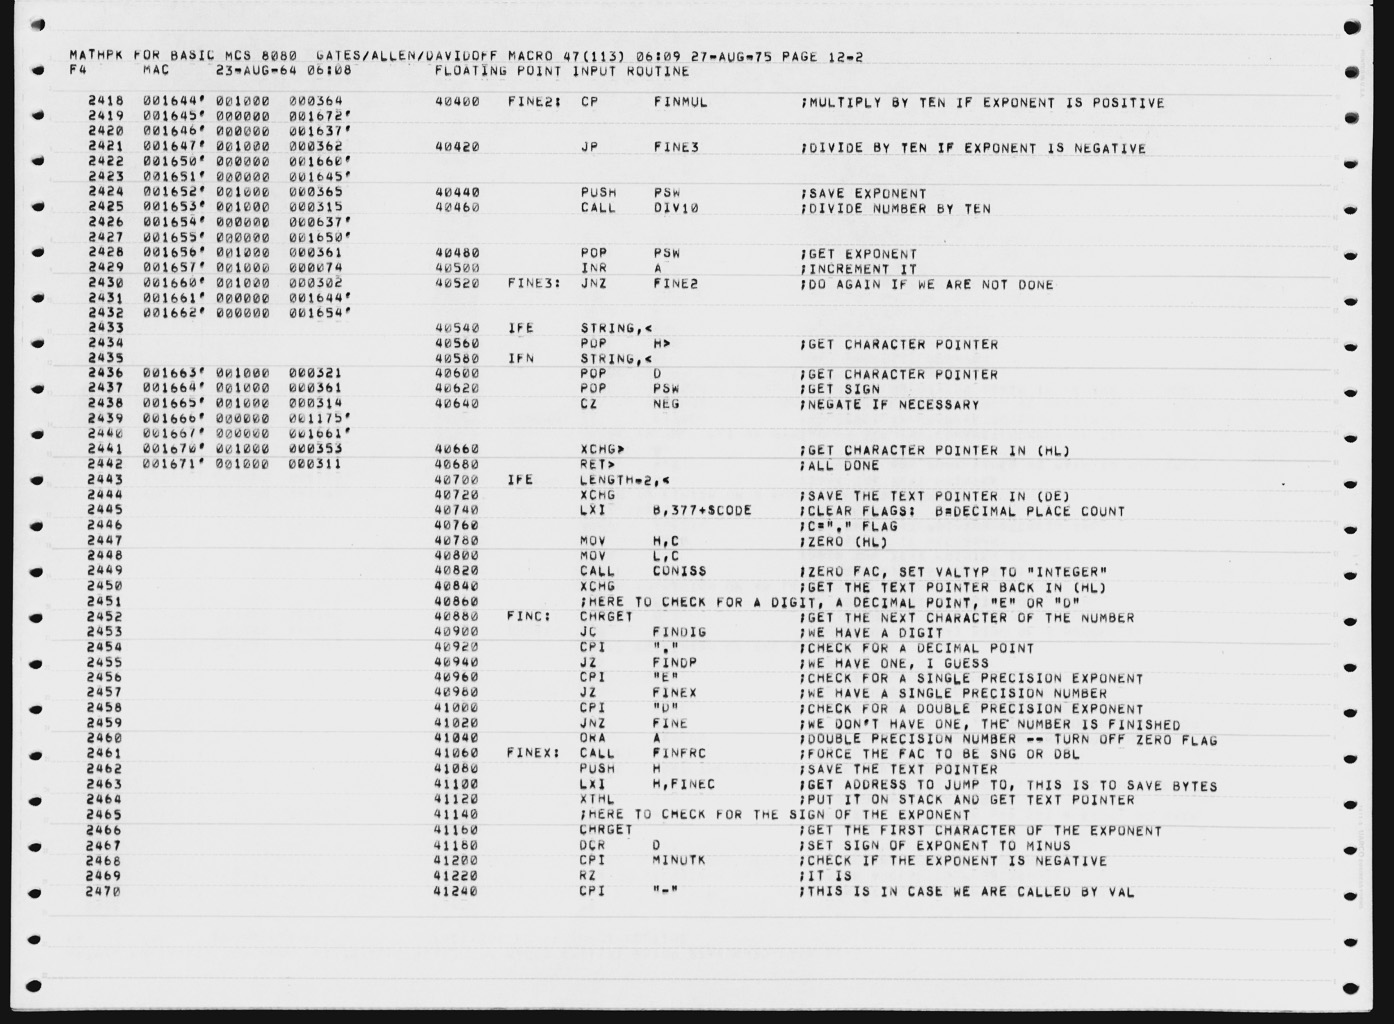 MATHPK FOR BASIC MCS 8080  GATES/ALLEN/DAVIDOFF MACRO 47(113) 06:09 27-AUG-75 PAGE 12-2
F4      MAC     23-AUG-64 06:08         FLOATING POINT INPUT ROUTINE
2418 001644' 001000 000364 40400 FINE2: CP FINMUL ;MULTIPLY BY TEN IF EXPONENT IS POSITIVE
2419 001645' 000000 001672'
2420 001646' 000000 001637'
2421 001647' 001000 000362 40420 JP FINE3 ;DIVIDE BY TEN IF EXPONENT IS NEGATIVE
2422 001650' 000000 001660'
2423 001651' 000000 001645'
2424 001652' 001000 000365 40440 PUSH PSW ;SAVE EXPONENT
2425 001653' 001000 000315 40460 CALL DIV10 ;DIVIDE NUMBER BY TEN
2426 001654' 000000 000637'
2427 001655' 000000 001650'
2428 001656' 001000 000361 40480 POP PSW ;GET EXPONENT
2429 001657' 001000 000074 40500 INR A ;INCREMENT IT
2430 001660' 001000 000302 40520 FINE3: JNZ FINE2 ;DO AGAIN IF WE ARE NOT DONE
2431 001661' 000000 001644'
2432 001662' 000000 001654'
2433 40540 IFE STRING,<
2434 40560 POP H> ;GET CHARACTER POINTER
2435 40580 IFN STRING,<
2436 001663' 001000 000321 40600 POP D ;GET CHARACTER POINTER
2437 001664' 001000 000361 40620 POP PSW ;GET SIGN
2438 001665' 001000 000314 40640 CZ NEG ;NEGATE IF NECESSARY
2439 001666' 000000 001175'
2440 001667' 000000 001661'
2441 001670' 001000 000353 40660 XCHG> ;GET CHARACTER POINTER IN (HL)
2442 001671' 001000 000311 40680 RET> ;ALL DONE
2443 40700 IFE LENGTH-2,<
2444 40720 XCHG ;SAVE THE TEXT POINTER IN (DE)
2445 40740 LXI B,377+$CODE ;CLEAR FLAGS: B=DECIMAL PLACE COUNT
2446 40760 ;C="." FLAG
2447 40780 MOV H,C ;ZERO (HL)
2448 40800 MOV L,C
2449 40820 CALL CONISS ;ZERO FAC, SET VALTYP TO "INTEGER"
2450 40840 XCHG ;GET THE TEXT POINTER BACK IN (HL)
2451 40860 ;HERE TO CHECK FOR A DIGIT, A DECIMAL POINT, "E" OR "D"
2452 40880 FINC: CHRGET ;GET THE NEXT CHARACTER OF THE NUMBER
2453 40900 JC FINDIG ;WE HAVE A DIGIT
2454 40920 CPI "." ;CHECK FOR A DECIMAL POINT
2455 40940 JZ FINDP ;WE HAVE ONE, I GUESS
2456 40960 CPI "E" ;CHECK FOR A SINGLE PRECISION EXPONENT
2457 40980 JZ FINEX ;WE HAVE A SINGLE PRECISION NUMBER
2458 41000 CPI "D" ;CHECK FOR A DOUBLE PRECISION EXPONENT
2459 41020 JNZ FINE ;WE DON'T HAVE ONE, THE NUMBER IS FINISHED
2460 41040 ORA A ;DOUBLE PRECISION NUMBER -- TURN OFF ZERO FLAG
2461 41060 FINEX: CALL FINFRC ;FORCE THE FAC TO BE SNG OR DBL
2462 41080 PUSH H ;SAVE THE TEXT POINTER
2463 41100 LXI H,FINEC ;GET ADDRESS TO JUMP TO, THIS IS TO SAVE BYTES
2464 41120 XTHL ;PUT IT ON STACK AND GET TEXT POINTER
2465 41140 ;HERE TO CHECK FOR THE SIGN OF THE EXPONENT
2466 41160 CHRGET ;GET THE FIRST CHARACTER OF THE EXPONENT
2467 41180 DCR D ;SET SIGN OF EXPONENT TO MINUS
2468 41200 CPI MINUTK ;CHECK IF THE EXPONENT IS NEGATIVE
2469 41220 RZ ;IT IS
2470 41240 CPI "-" ;THIS IS IN CASE WE ARE CALLED BY VAL